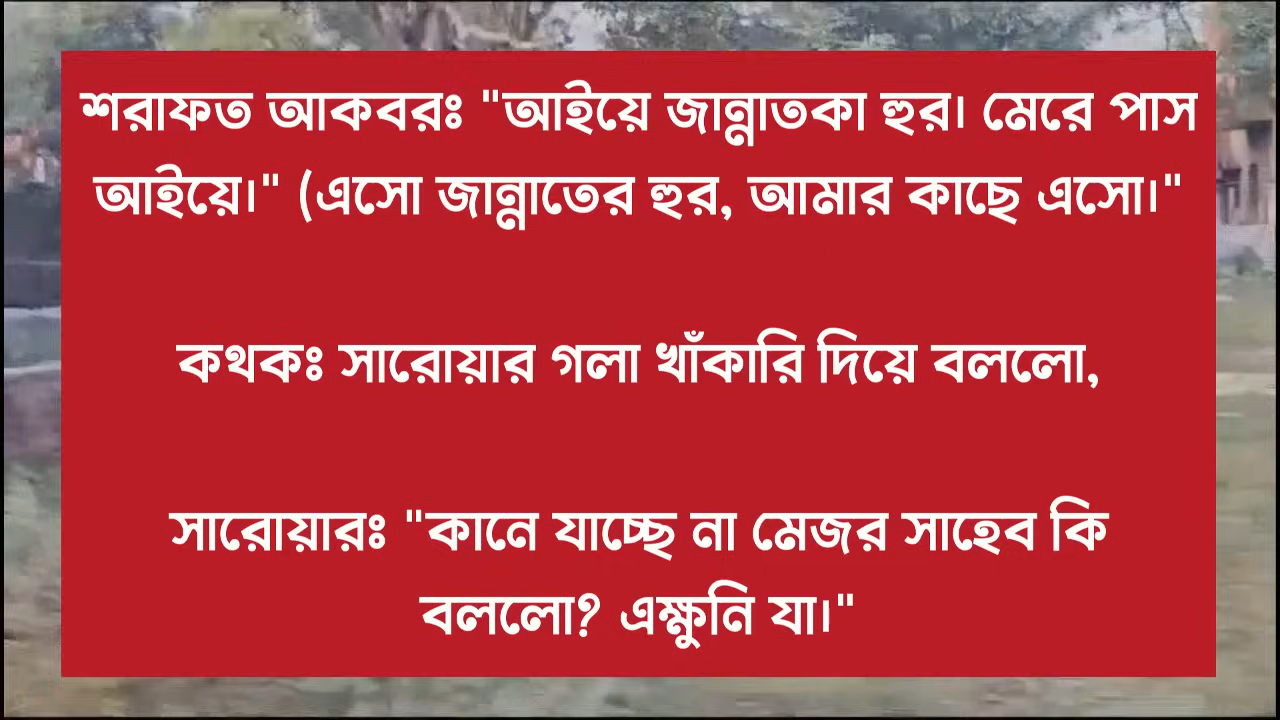 শরাফত আকবরঃ "আইয়ে জান্নাতকা হুর। মেরে পাস
আইয়ে।" (এসো জান্নাতের হুর, আমার কাছে এসো।"
কথকঃ সারোয়ার গলা খাঁকারি দিয়ে বললো,
সারোয়ারঃ "কানে যাচ্ছে না মেজর সাহেব কি
বললো? এক্ষুনি যা।"